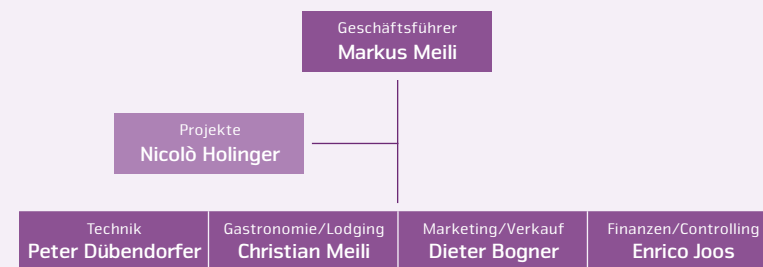 Geschäftsführer
Markus Meili
Projekte
Nicolò Holinger
Technik
Peter Dübendorfer
Gastronomie/Lodging
Christian Meili
Marketing/Verkauf
Dieter Bogner
Finanzen/Controlling
Enrico Joos